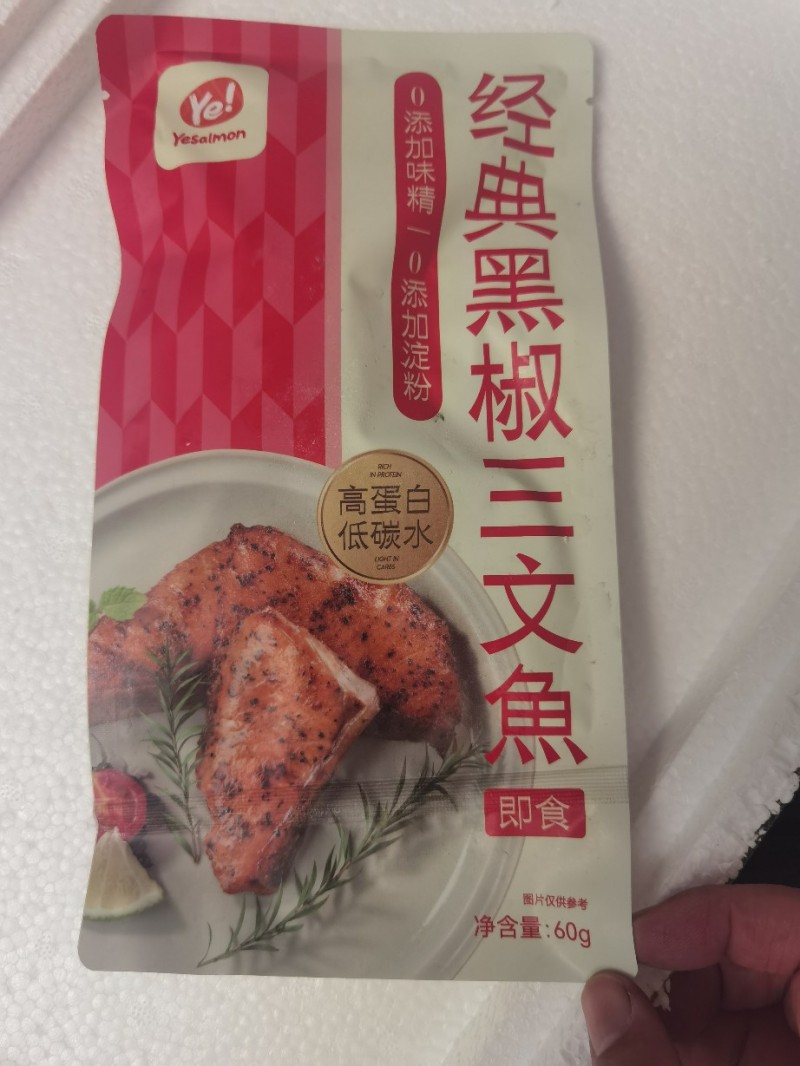 Ye!
Yesalmon
0添加味精 — 0添加淀粉
经典黑椒三文魚
RICH
IN PROTEIN
高蛋白
低碳水
LIGHT IN
CARBS
即食
图片仅供参考
净含量:60g